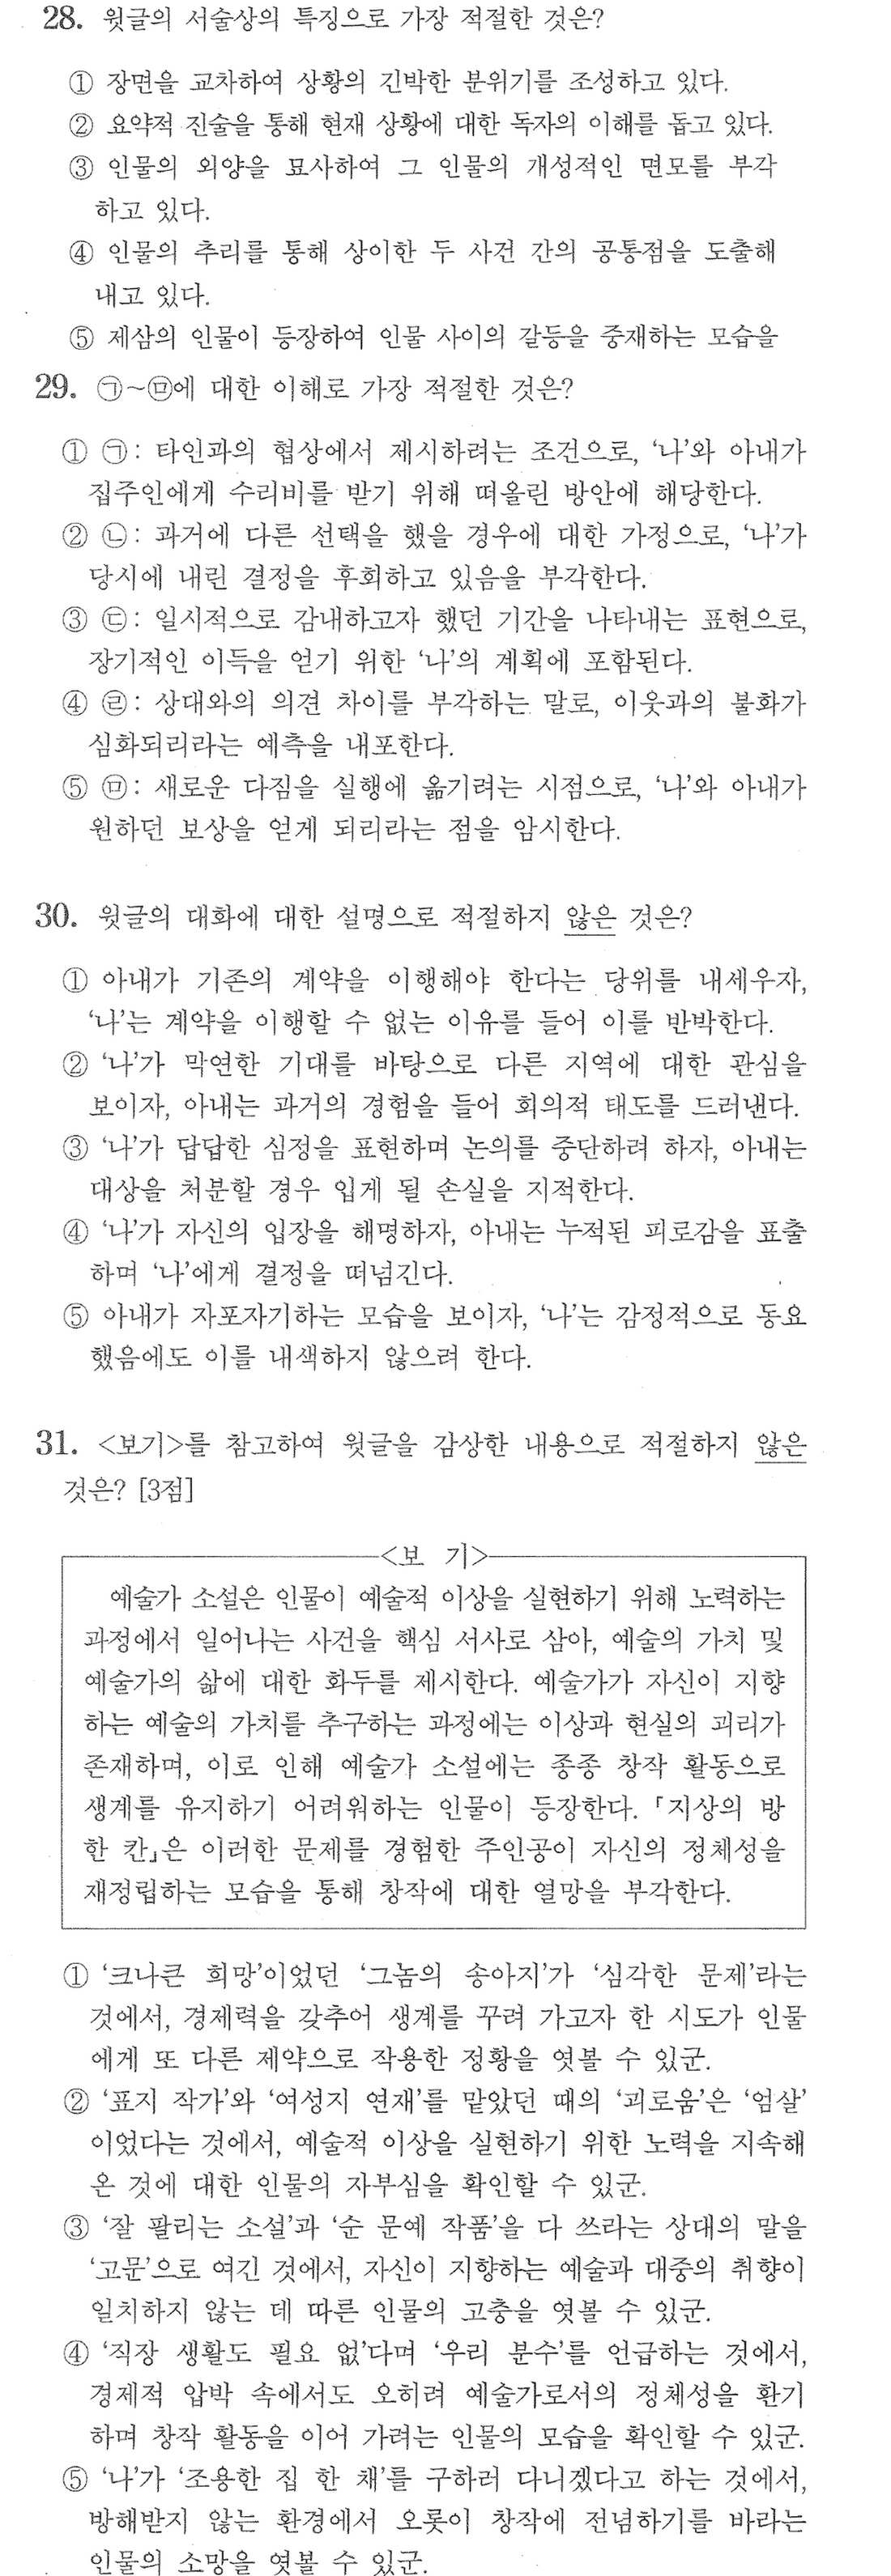 28. 윗글의 서술상의 특징으로 가장 적절한 것은?
① 장면을 교차하여 상황의 긴박한 분위기를 조성하고 있다.
② 요약적 진술을 통해 현재 상황에 대한 독자의 이해를 돕고 있다.
③ 인물의 외양을 묘사하여 그 인물의 개성적인 면모를 부각
하고 있다.
④ 인물의 추리를 통해 상이한 두 사건 간의 공통점을 도출해
내고 있다.
⑤ 제삼의 인물이 등장하여 인물 사이의 갈등을 중재하는 모습을
29. ㉠~㉤에 대한 이해로 가장 적절한 것은?
① ㉠: 타인과의 협상에서 제시하려는 조건으로, ‘나’와 아내가
집주인에게 수리비를 받기 위해 떠올린 방안에 해당한다.
② ㉡: 과거에 다른 선택을 했을 경우에 대한 가정으로, ‘나’가
당시에 내린 결정을 후회하고 있음을 부각한다.
③ ㉢: 일시적으로 감내하고자 했던 기간을 나타내는 표현으로,
장기적인 이득을 얻기 위한 ‘나’의 계획에 포함된다.
④ ㉣: 상대와의 의견 차이를 부각하는 말로, 이웃과의 불화가
심화되리라는 예측을 내포한다.
⑤ ㉤: 새로운 다짐을 실행에 옮기려는 시점으로, ‘나’와 아내가
원하던 보상을 얻게 되리라는 점을 암시한다.
30. 윗글의 대화에 대한 설명으로 적절하지 않은 것은?
① 아내가 기존의 계약을 이행해야 한다는 당위를 내세우자,
‘나’는 계약을 이행할 수 없는 이유를 들어 이를 반박한다.
② ‘나’가 막연한 기대를 바탕으로 다른 지역에 대한 관심을
보이자, 아내는 과거의 경험을 들어 회의적 태도를 드러낸다.
③ ‘나’가 답답한 심정을 표현하며 논의를 중단하려 하자, 아내는
대상을 처분할 경우 입게 될 손실을 지적한다.
④ ‘나’가 자신의 입장을 해명하자, 아내는 누적된 피로감을 표출
하며 ‘나’에게 결정을 떠넘긴다.
⑤ 아내가 자포자기하는 모습을 보이자, ‘나’는 감정적으로 동요
했음에도 이를 내색하지 않으려 한다.
31. <보기>를 참고하여 윗글을 감상한 내용으로 적절하지 않은
것은? [3점]
<보 기>
예술가 소설은 인물이 예술적 이상을 실현하기 위해 노력하는
과정에서 일어나는 사건을 핵심 서사로 삼아, 예술의 가치 및
예술가의 삶에 대한 화두를 제시한다. 예술가가 자신이 지향
하는 예술의 가치를 추구하는 과정에는 이상과 현실의 괴리가
존재하며, 이로 인해 예술가 소설에는 종종 창작 활동으로
생계를 유지하기 어려워하는 인물이 등장한다. 「지상의 방
한 칸」은 이러한 문제를 경험한 주인공이 자신의 정체성을
재정립하는 모습을 통해 창작에 대한 열망을 부각한다.
① ‘크나큰 희망’이었던 ‘그놈의 송아지’가 ‘심각한 문제’라는
것에서, 경제력을 갖추어 생계를 꾸려 가고자 한 시도가 인물
에게 또 다른 제약으로 작용한 정황을 엿볼 수 있군.
② ‘표지 작가’와 ‘여성지 연재’를 맡았던 때의 ‘괴로움’은 ‘엄살’
이었다는 것에서, 예술적 이상을 실현하기 위한 노력을 지속해
온 것에 대한 인물의 자부심을 확인할 수 있군.
③ ‘잘 팔리는 소설’과 ‘순 문예 작품’을 다 쓰라는 상대의 말을
‘고문’으로 여긴 것에서, 자신이 지향하는 예술과 대중의 취향이
일치하지 않는 데 따른 인물의 고충을 엿볼 수 있군.
④ ‘직장 생활도 필요 없’다며 ‘우리 분수’를 언급하는 것에서,
경제적 압박 속에서도 오히려 예술가로서의 정체성을 환기
하며 창작 활동을 이어 가려는 인물의 모습을 확인할 수 있군.
⑤ ‘나’가 ‘조용한 집 한 채’를 구하러 다니겠다고 하는 것에서,
방해받지 않는 환경에서 오롯이 창작에 전념하기를 바라는
인물의 소망을 엿볼 수 있군.